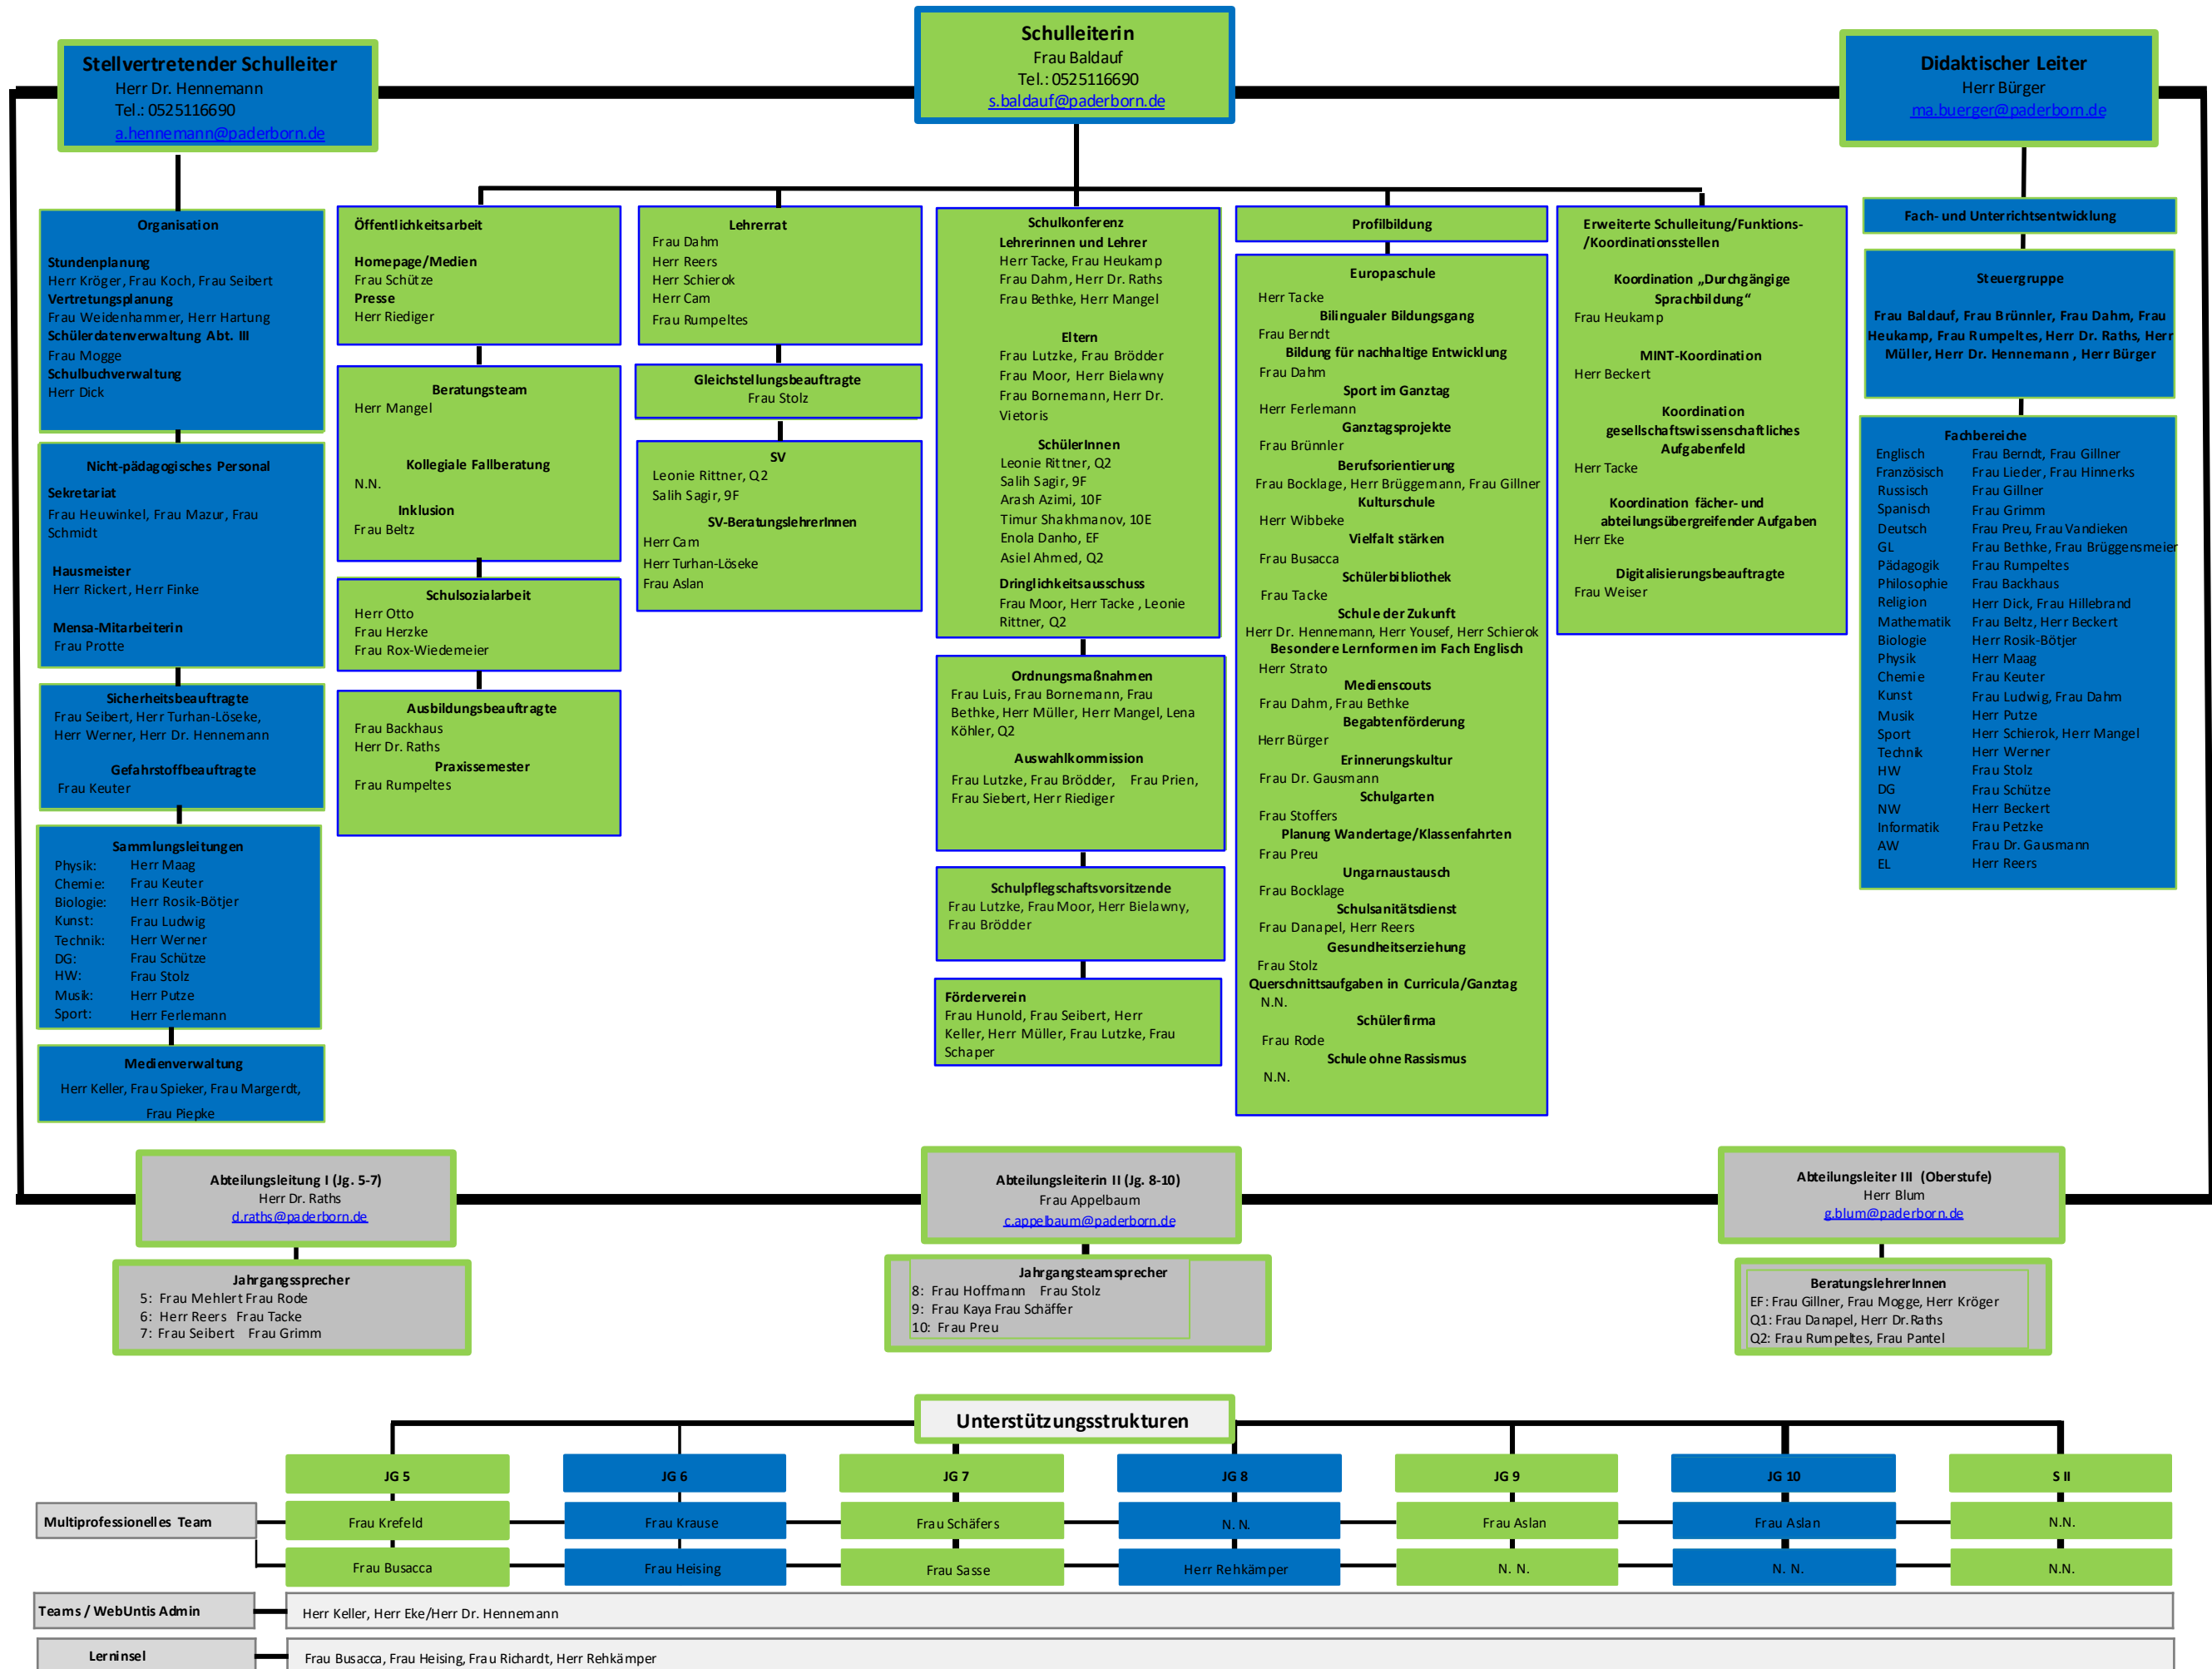 Schulleiterin
Frau Baldauf
Tel.: 0525116690
s.baldauf@paderborn.de
Stellvertretender Schulleiter
Herr Dr. Hennemann
Tel.: 0525116690
a.hennemann@paderborn.de
Didaktischer Leiter
Herr Bürger
ma.buerger@paderborn.de
Organisation
Stundenplanung
Herr Kröger, Frau Koch, Frau Seibert
Vertretungsplanung
Frau Weidenhammer, Herr Hartung
Schülerdatenverwaltung Abt. III
Frau Mogge
Schulbuchverwaltung
Herr Dick
Nicht-pädagogisches Personal
Sekretariat
Frau Heuwinkel, Frau Mazur, Frau
Schmidt
Hausmeister
Herr Rickert, Herr Finke
Mensa-Mitarbeiterin
Frau Protte
Sicherheitsbeauftragte
Frau Seibert, Herr Turhan-Löseke,
Herr Werner, Herr Dr. Hennemann
Gefahrstoffbeauftragte
Frau Keuter
Sammlungsleitungen
Physik: Herr Maag
Chemie: Frau Keuter
Biologie: Herr Rosik-Bötjer
Kunst: Frau Ludwig
Technik: Herr Werner
DG: Frau Schütze
HW: Frau Stolz
Musik: Herr Putze
Sport: Herr Ferlemann
Medienverwaltung
Herr Keller, Frau Spieker, Frau Margerdt,
Frau Piepke
Öffentlichkeitsarbeit
Homepage/Medien
Frau Schütze
Presse
Herr Riediger
Beratungsteam
Herr Mangel
Kollegiale Fallberatung
N.N.
Inklusion
Frau Beltz
Schulsozialarbeit
Herr Otto
Frau Herzke
Frau Rox-Wiedemeier
Ausbildungsbeauftragte
Frau Backhaus
Herr Dr. Raths
Praxissemester
Frau Rumpeltes
Lehrerrat
Frau Dahm
Herr Reers
Herr Schierok
Herr Cam
Frau Rumpeltes
Gleichstellungsbeauftragte
Frau Stolz
SV
Leonie Rittner, Q2
Salih Sagir, 9F
SV-BeratungslehrerInnen
Herr Cam
Herr Turhan-Löseke
Frau Aslan
Schulkonferenz
Lehrerinnen und Lehrer
Herr Tacke, Frau Heukamp
Frau Dahm, Herr Dr. Raths
Frau Bethke, Herr Mangel
Eltern
Frau Lutzke, Frau Brödder
Frau Moor, Herr Bielawny
Frau Bornemann, Herr Dr.
Vietoris
SchülerInnen
Leonie Rittner, Q2
Salih Sagir, 9F
Arash Azimi, 10F
Timur Shakhmanov, 10E
Enola Danho, EF
Asiel Ahmed, Q2
Dringlichkeitsausschuss
Frau Moor, Herr Tacke , Leonie
Rittner, Q2
Ordnungsmaßnahmen
Frau Luis, Frau Bornemann, Frau
Bethke, Herr Müller, Herr Mangel, Lena
Köhler, Q2
Auswahlkommission
Frau Lutzke, Frau Brödder, Frau Prien,
Frau Siebert, Herr Riediger
Schulpflegschaftsvorsitzende
Frau Lutzke, Frau Moor, Herr Bielawny,
Frau Brödder
Förderverein
Frau Hunold, Frau Seibert, Herr
Keller, Herr Müller, Frau Lutzke, Frau
Schaper
Profilbildung
Europaschule
Herr Tacke
Bilingualer Bildungsgang
Frau Berndt
Bildung für nachhaltige Entwicklung
Frau Dahm
Sport im Ganztag
Herr Ferlemann
Ganztagsprojekte
Frau Brünnler
Berufsorientierung
Frau Bocklage, Herr Brüggemann, Frau Gillner
Kulturschule
Herr Wibbeke
Vielfalt stärken
Frau Busacca
Schülerbibliothek
Frau Tacke
Schule der Zukunft
Herr Dr. Hennemann, Herr Yousef, Herr Schierok
Besondere Lernformen im Fach Englisch
Herr Strato
Medienscouts
Frau Dahm, Frau Bethke
Begabtenförderung
Herr Bürger
Erinnerungskultur
Frau Dr. Gausmann
Schulgarten
Frau Stoffers
Planung Wandertage/Klassenfahrten
Frau Preu
Ungarnaustausch
Frau Bocklage
Schulsanitätsdienst
Frau Danapel, Herr Reers
Gesundheitserziehung
Frau Stolz
Querschnittsaufgaben in Curricula/Ganztag
N.N.
Schülerfirma
Frau Rode
Schule ohne Rassismus
N.N.
Erweiterte Schulleitung/Funktions-
/Koordinationsstellen
Koordination „Durchgängige
Sprachbildung“
Frau Heukamp
MINT-Koordination
Herr Beckert
Koordination
gesellschaftswissenschaftliches
Aufgabenfeld
Herr Tacke
Koordination fächer- und
abteilungsübergreifender Aufgaben
Herr Eke
Digitalisierungsbeauftragte
Frau Weiser
Fach- und Unterrichtsentwicklung
Steuergruppe
Frau Baldauf, Frau Brünnler, Frau Dahm, Frau
Heukamp, Frau Rumpeltes, Herr Dr. Raths, Herr
Müller, Herr Dr. Hennemann , Herr Bürger
Fachbereiche
Englisch Frau Berndt, Frau Gillner
Französisch Frau Lieder, Frau Hinnerks
Russisch Frau Gillner
Spanisch Frau Grimm
Deutsch Frau Preu, Frau Vandieken
GL Frau Bethke, Frau Brüggensmeier
Pädagogik Frau Rumpeltes
Philosophie Frau Backhaus
Religion Herr Dick, Frau Hillebrand
Mathematik Frau Beltz, Herr Beckert
Biologie Herr Rosik-Bötjer
Physik Herr Maag
Chemie Frau Keuter
Kunst Frau Ludwig, Frau Dahm
Musik Herr Putze
Sport Herr Schierok, Herr Mangel
Technik Herr Werner
HW Frau Stolz
DG Frau Schütze
NW Herr Beckert
Informatik Frau Petzke
AW Frau Dr. Gausmann
EL Herr Reers
Abteilungsleitung I (Jg. 5-7)
Herr Dr. Raths
d.raths@paderborn.de
Jahrgangssprecher
5: Frau Mehlert Frau Rode
6: Herr Reers Frau Tacke
7: Frau Seibert Frau Grimm
Abteilungsleiterin II (Jg. 8-10)
Frau Appelbaum
c.appelbaum@paderborn.de
Jahrgangsteamsprecher
8: Frau Hoffmann Frau Stolz
9: Frau Kaya Frau Schäffer
10: Frau Preu
Abteilungsleiter III (Oberstufe)
Herr Blum
g.blum@paderborn.de
BeratungslehrerInnen
EF: Frau Gillner, Frau Mogge, Herr Kröger
Q1: Frau Danapel, Herr Dr.Raths
Q2: Frau Rumpeltes, Frau Pantel
Unterstützungsstrukturen
JG 5 JG 6 JG 7 JG 8 JG 9 JG 10 S II
Multiprofessionelles Team Frau Krefeld Frau Krause Frau Schäfers N. N. Frau Aslan Frau Aslan N.N.
Frau Busacca Frau Heising Frau Sasse Herr Rehkämper N. N. N. N. N.N.
Teams / WebUntis Admin Herr Keller, Herr Eke/Herr Dr. Hennemann
Lerninsel Frau Busacca, Frau Heising, Frau Richardt, Herr Rehkämper